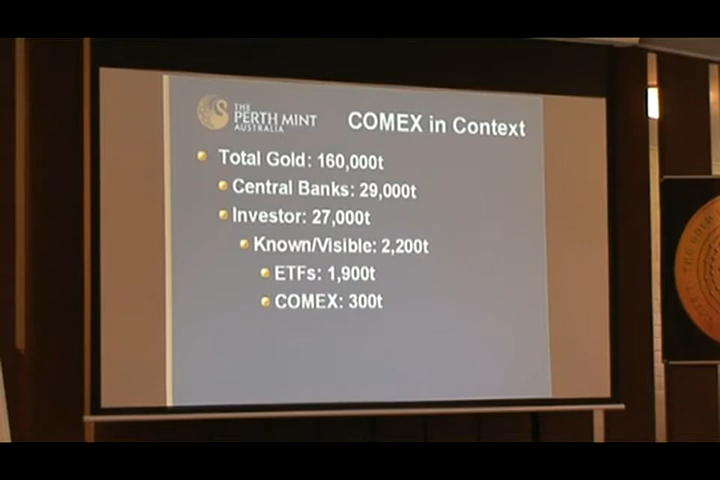 THE
PERTH MINT
AUSTRALIA
COMEX in Context
Total Gold: 160,000t
Central Banks: 29,000t
Investor: 27,000t
Known/Visible: 2,200t
ETFs: 1,900t
COMEX: 300t